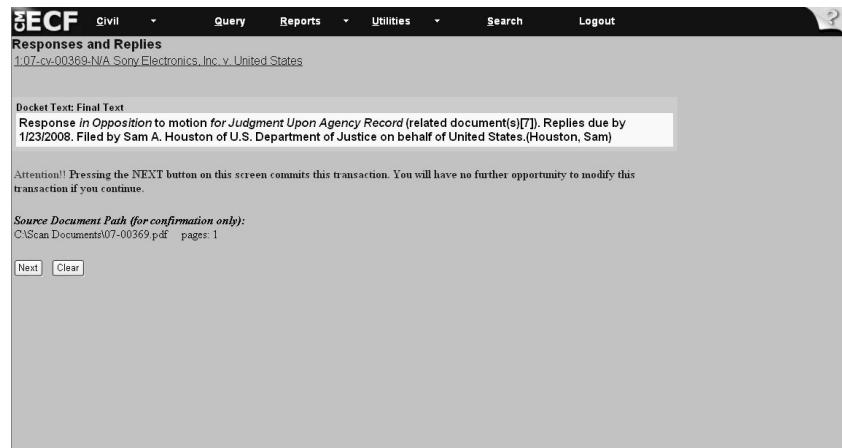 CM ECF Civil Query Reports Utilities Search Logout ?
Responses and Replies
1:07-cv-00369-N/A Sony Electronics, Inc. v. United States
Docket Text: Final Text
Response in Opposition to motion for Judgment Upon Agency Record (related document(s)[7]). Replies due by
1/23/2008. Filed by Sam A. Houston of U.S. Department of Justice on behalf of United States.(Houston, Sam)
Attention!! Pressing the NEXT button on this screen commits this transaction. You will have no further opportunity to modify this
transaction if you continue.
Source Document Path (for confirmation only):
C:\Scan Documents\07-00369.pdf pages: 1
Next Clear